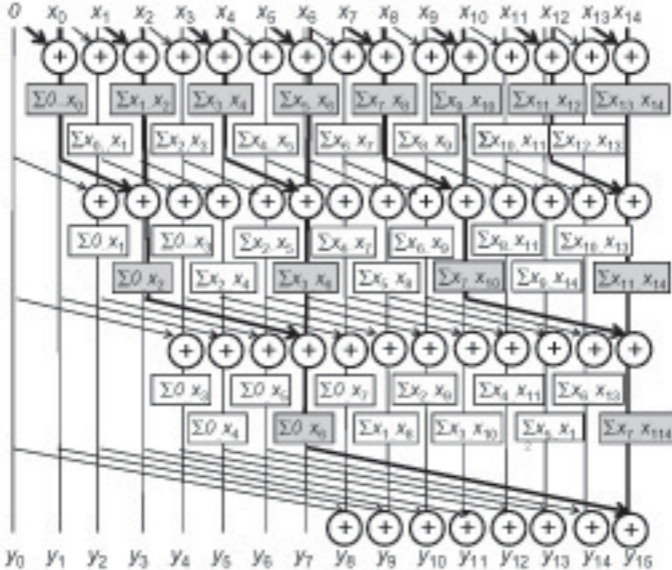 0 x0 x1 x2 x3 x4 x5 x6 x7 x8 x9 x10 x11 x12 x13 x14
+ + + + + + + + + + + + + + +
Σ0..x0 Σx1..x2 Σx3..x4 Σx5..x6 Σx7..x8 Σx9..x10 Σx11..x12 Σx13..x14
Σx0..x1 Σx2..x3 Σx4..x5 Σx6..x7 Σx8..x9 Σx10..x11 Σx12..x13
+ + + + + + + + + + + + + +
Σ0..x1 Σ0..x3 Σx2..x5 Σx4..x7 Σx6..x9 Σx8..x11 Σx10..x13
Σ0..x2 Σx2..x4 Σx3..x6 Σx5..x8 Σx7..x10 Σx9..x14 Σx11..x14
+ + + + + + + + + + + +
Σ0..x3 Σ0..x5 Σ0..x7 Σx2..x9 Σx4..x11 Σx6..x13
Σ0..x4 Σ0..x6 Σx1..x8 Σx3..x10 Σx5..x1 2 Σx7..x114
+ + + + + + + +
y0 y1 y2 y3 y4 y5 y6 y7 y8 y9 y10 y11 y12 y13 y14 y15